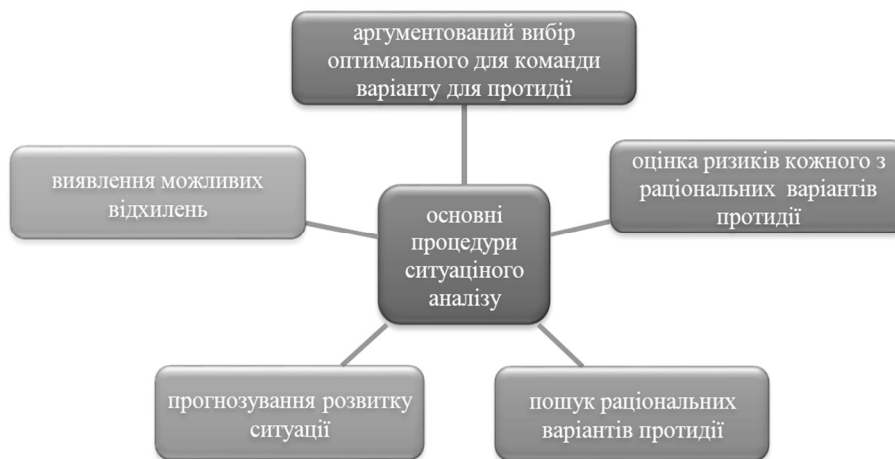 аргументований вибір
оптимального для команди
варіанту для протидії
виявлення можливих
відхилень
оцінка ризиків кожного з
раціональних варіантів
протидії
основні
процедури
ситуаціного
аналізу
прогнозування розвитку
ситуації
пошук раціональних
варіантів протидії